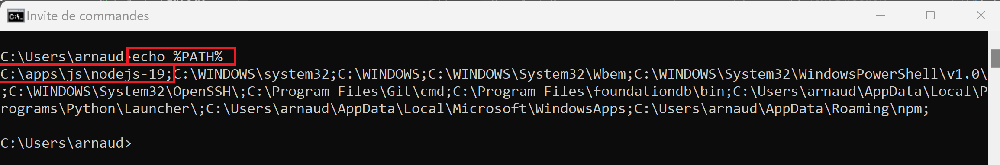 Invite de commandes
C:\Users\arnaud>echo %PATH%
C:\apps\js\nodejs-19;C:\WINDOWS\system32;C:\WINDOWS;C:\WINDOWS\System32\Wbem;C:\WINDOWS\System32\WindowsPowerShell\v1.0\
;C:\WINDOWS\System32\OpenSSH\;C:\Program Files\Git\cmd;C:\Program Files\foundationdb\bin;C:\Users\arnaud\AppData\Local\P
rograms\Python\Launcher\;C:\Users\arnaud\AppData\Local\Microsoft\WindowsApps;C:\Users\arnaud\AppData\Roaming\npm;
C:\Users\arnaud>